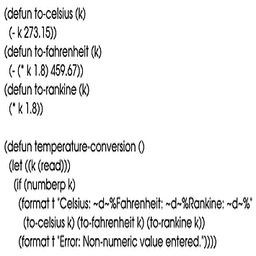 (defun to-celsius (k)
(- k 273.15))
(defun to-fahrenheit (k)
(- (* k 1.8) 459.67))
(defun to-rankine (k)
(* k 1.8))
(defun temperature-conversion ()
(let ((k (read)))
(if (numberp k)
(format t "Celsius: ~d~%Fahrenheit: ~d~%Rankine: ~d~%"
(to-celsius k) (to-fahrenheit k) (to-rankine k))
(format t "Error: Non-numeric value entered."))))